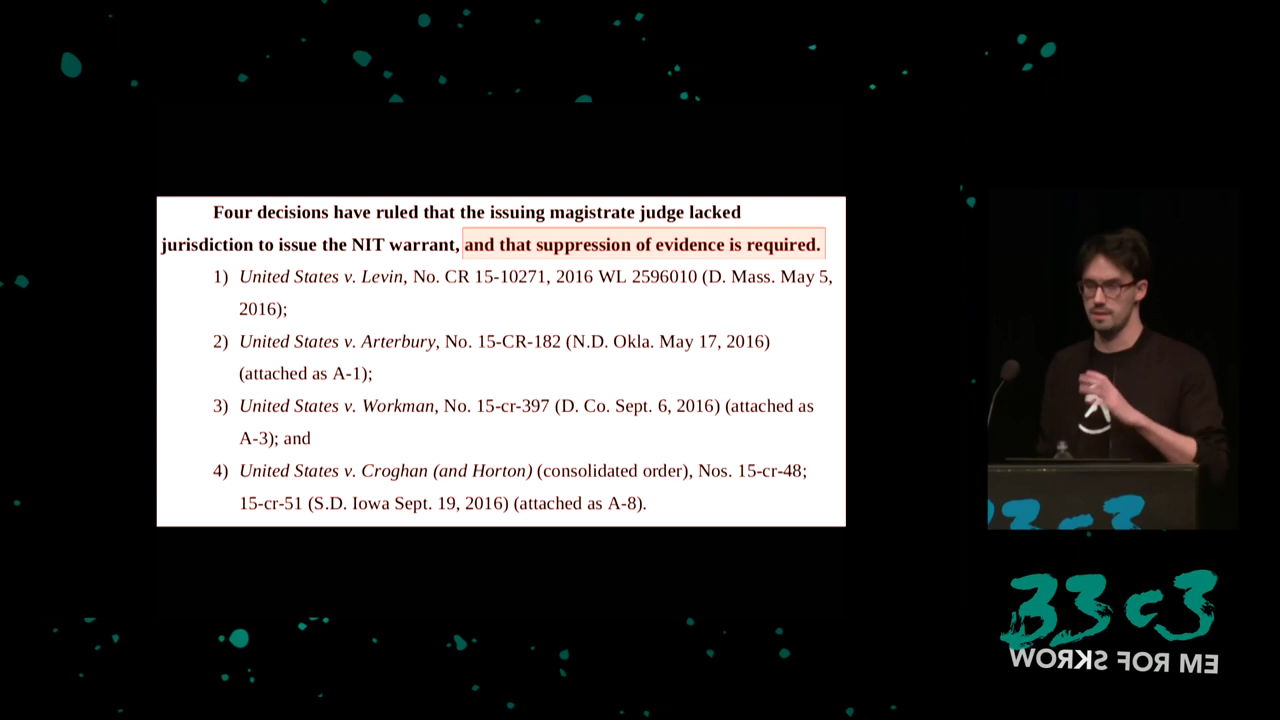 Four decisions have ruled that the issuing magistrate judge lacked
jurisdiction to issue the NIT warrant, and that suppression of evidence is required.
1) United States v. Levin, No. CR 15-10271, 2016 WL 2596010 (D. Mass. May 5,
2016);
2) United States v. Arterbury, No. 15-CR-182 (N.D. Okla. May 17, 2016)
(attached as A-1);
3) United States v. Workman, No. 15-cr-397 (D. Co. Sept. 6, 2016) (attached as
A-3); and
4) United States v. Croghan (and Horton) (consolidated order), Nos. 15-cr-48;
15-cr-51 (S.D. Iowa Sept. 19, 2016) (attached as A-8).
33c3
33c3
WORKS FOR ME